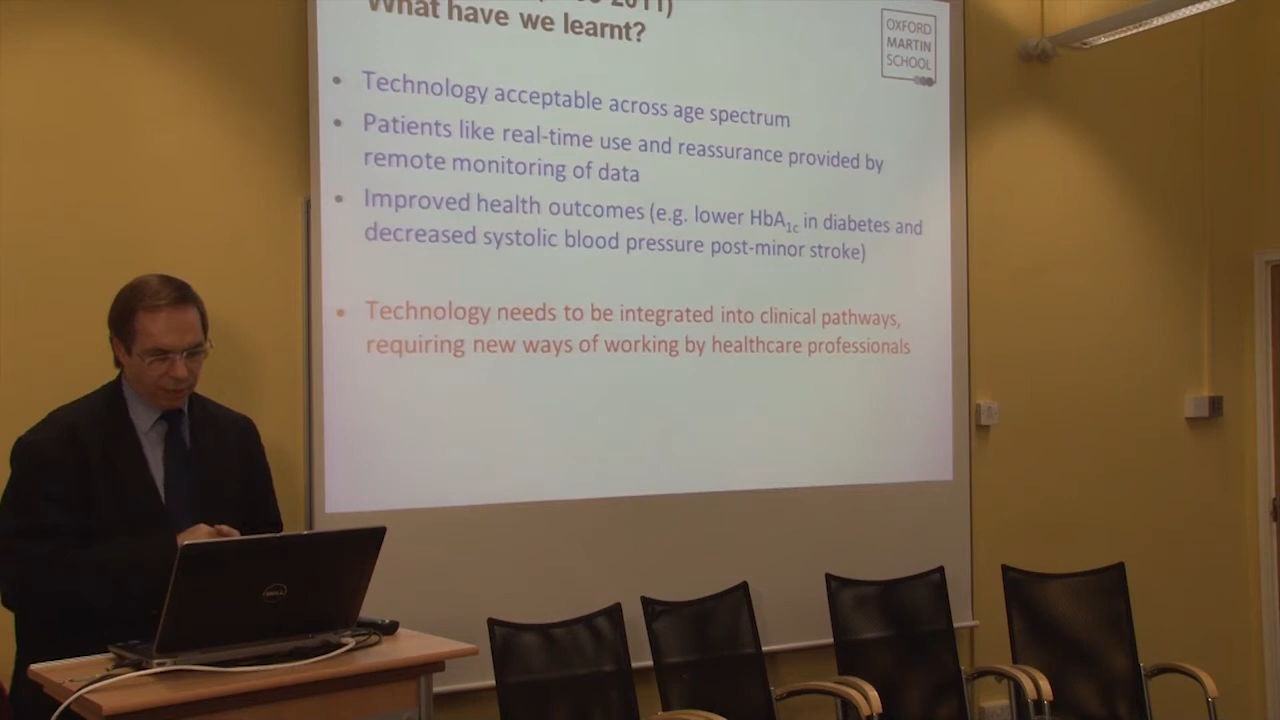 2011)
What have we learnt?
OXFORD
MARTIN
SCHOOL
• Technology acceptable across age spectrum
• Patients like real-time use and reassurance provided by
remote monitoring of data
• Improved health outcomes (e.g. lower HbA1c in diabetes and
decreased systolic blood pressure post-minor stroke)
• Technology needs to be integrated into clinical pathways,
requiring new ways of working by healthcare professionals
DELL